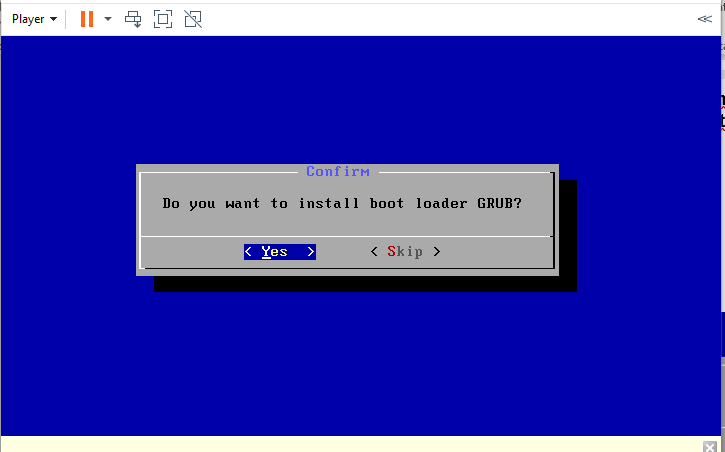 Player
Confirm
Do you want to install boot loader GRUB?
< Yes > < Skip >